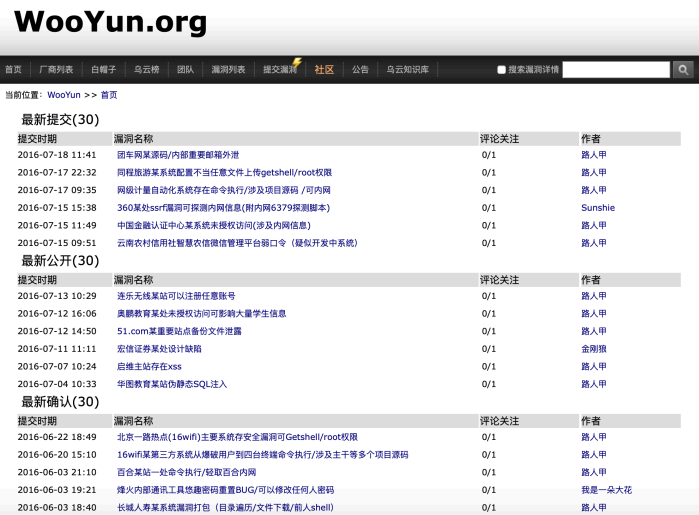 WooYun.org
首页 厂商列表 白帽子 乌云榜 团队 漏洞列表 提交漏洞 社区 公告 乌云知识库 搜索漏洞详情
当前位置: WooYun >> 首页
最新提交(30)
提交时期 漏洞名称 评论关注 作者
2016-07-18 11:41 团车网某源码/内部重要邮箱外泄 0/1 路人甲
2016-07-17 22:32 同程旅游某系统配置不当任意文件上传getshell/root权限 0/1 路人甲
2016-07-17 09:35 网级计量自动化系统存在命令执行/涉及项目源码 /可内网 0/1 路人甲
2016-07-15 15:38 360某处ssrf漏洞可探测内网信息(附内网6379探测脚本) 0/1 Sunshie
2016-07-15 11:49 中国金融认证中心某系统未授权访问(涉及内网信息) 0/1 路人甲
2016-07-15 09:51 云南农村信用社智慧农信微信管理平台弱口令（疑似开发中系统） 0/1 路人甲
最新公开(30)
提交时期 漏洞名称 评论关注 作者
2016-07-13 10:29 连乐无线某站可以注册任意账号 0/1 路人甲
2016-07-12 16:06 奥鹏教育某处未授权访问可影响大量学生信息 0/1 路人甲
2016-07-12 14:50 51.com某重要站点备份文件泄露 0/1 路人甲
2016-07-11 11:11 宏信证券某处设计缺陷 0/1 金刚狼
2016-07-07 10:24 启维主站存在xss 0/1 路人甲
2016-07-04 10:33 华图教育某站伪静态SQL注入 0/1 路人甲
最新确认(30)
提交时期 漏洞名称 评论关注 作者
2016-06-22 18:49 北京一路热点(16wifi)主要系统存安全漏洞可Getshell/root权限 0/1 路人甲
2016-06-20 15:10 16wifi某第三方系统从爆破用户到四台终端命令执行/涉及主干等多个项目源码 0/1 路人甲
2016-06-03 21:10 百合某站一处命令执行/轻取百合内网 0/1 路人甲
2016-06-03 19:21 烽火内部通讯工具悠趣密码重置BUG/可以修改任何人密码 0/1 我是一朵大花
2016-06-03 18:40 长城人寿某系统漏洞打包（目录遍历/文件下载/前人shell） 0/1 路人甲